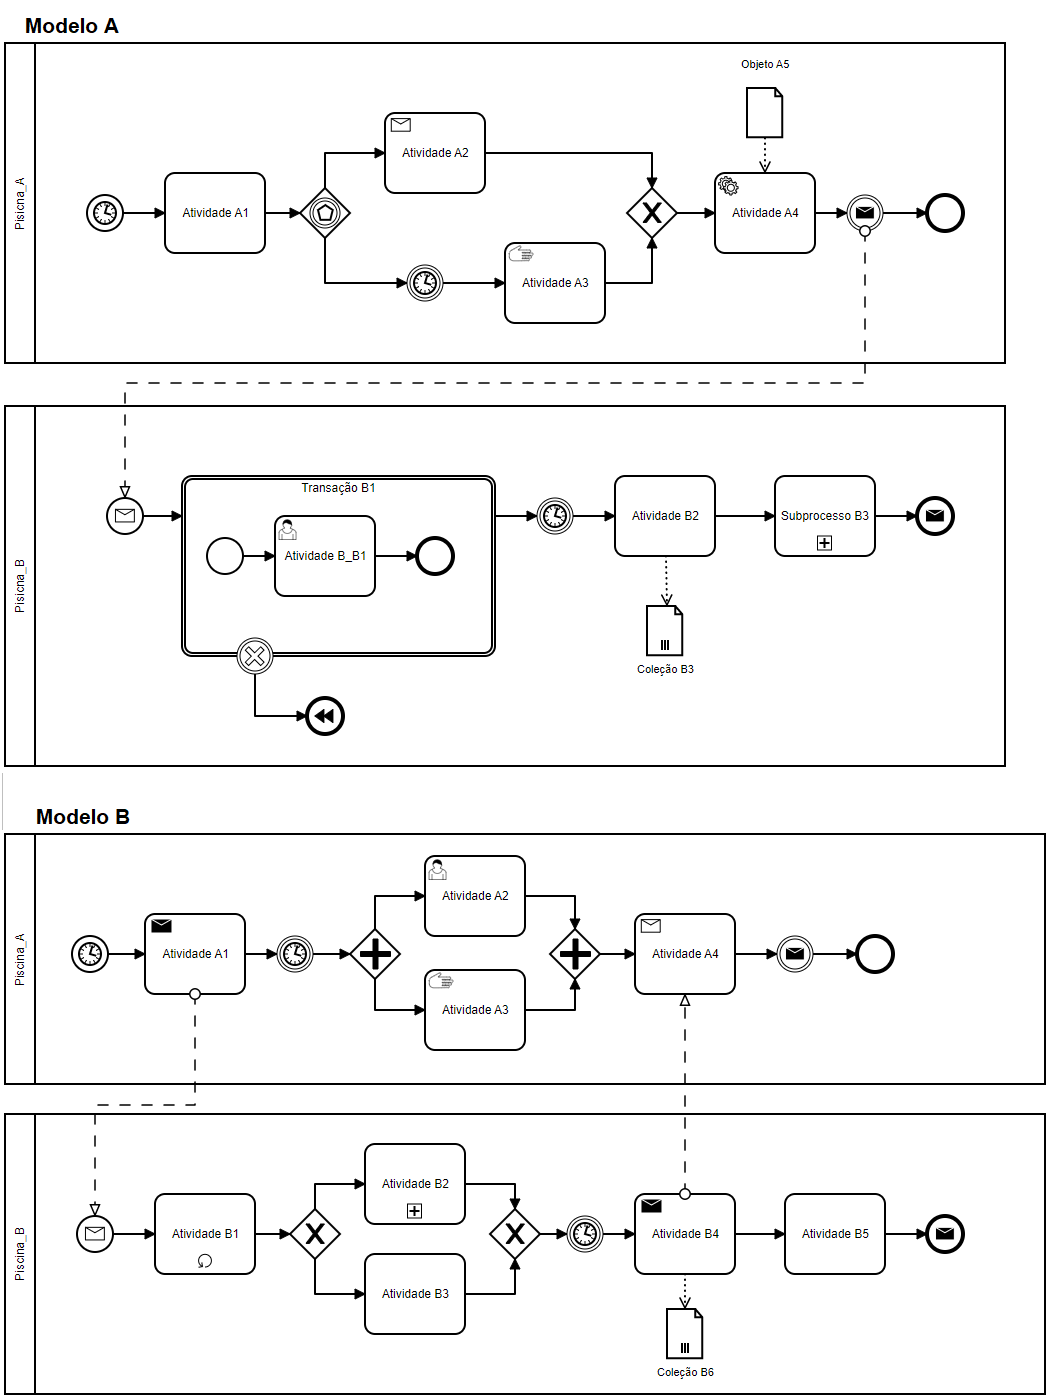 Modelo A
Pisicna_A
Objeto A5
Atividade A2
Atividade A1
Atividade A4
Atividade A3
Pisicna_B
Transação B1
Atividade B_B1
Atividade B2
Subprocesso B3
Coleção B3
Modelo B
Piscina_A
Atividade A2
Atividade A1
Atividade A4
Atividade A3
Piscina_B
Atividade B2
Atividade B1
Atividade B4
Atividade B5
Atividade B3
Coleção B6